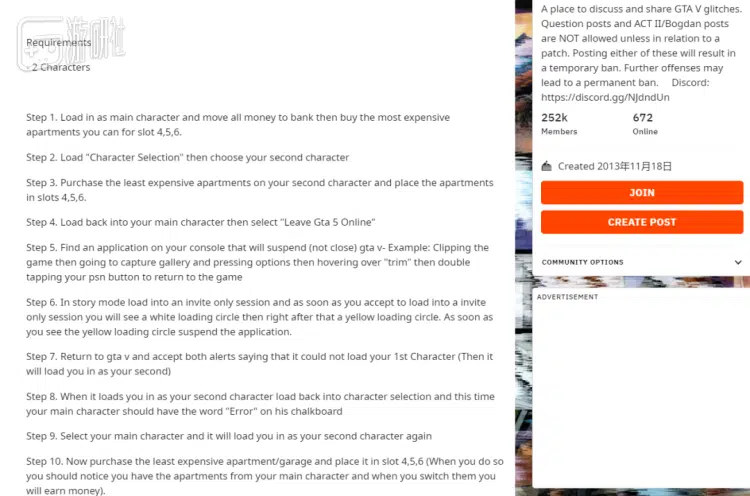 游研社
Requirements
- 2 Characters
Step 1. Load in as main character and move all money to bank then buy the most expensive
apartments you can for slot 4,5,6.
Step 2. Load "Character Selection" then choose your second character
Step 3. Purchase the least expensive apartments on your second character and place the apartments
in slots 4,5,6.
Step 4. Load back into your main character then select "Leave Gta 5 Online"
Step 5. Find an application on your console that will suspend (not close) gta v- Example: Clipping the
game then going to capture gallery and pressing options then hovering over "trim" then double
tapping your psn button to return to the game
Step 6. In story mode load into an invite only session and as soon as you accept to load into a invite
only session you will see a white loading circle then right after that a yellow loading circle. As soon as
you see the yellow loading circle suspend the application.
Step 7. Return to gta v and accept both alerts saying that it could not load your 1st Character (Then it
will load you in as your second)
Step 8. When it loads you in as your second character load back into character selection and this time
your main character should have the word "Error" on his chalkboard
Step 9. Select your main character and it will load you in as your second character again
Step 10. Now purchase the least expensive apartment/garage and place it in slot 4,5,6 (When you do so
you should notice you have the apartments from your main character and when you switch them you
will earn money).
A place to discuss and share GTA V glitches.
Question posts and ACT II/Bogdan posts
are NOT allowed unless in relation to a
patch. Posting either of these will result in
a temporary ban. Further offenses may
lead to a permanent ban. Discord:
https://discord.gg/NJdndUn
252k 672
Members Online
Created 2013年11月18日
JOIN
CREATE POST
COMMUNITY OPTIONS
ADVERTISEMENT